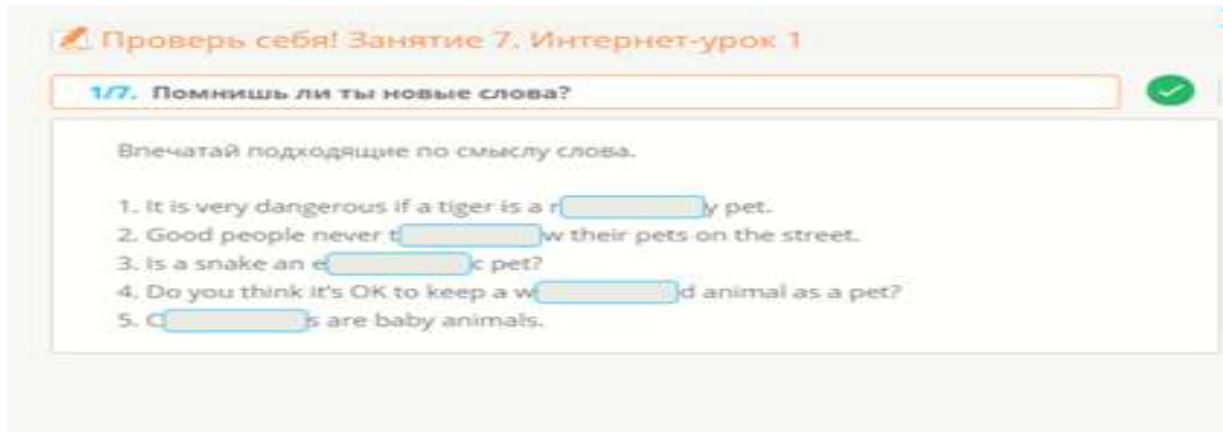 Проверь себя! Занятие 7. Интернет-урок 1
1/7. Помнишь ли ты новые слова?
Впечатай подходящие по смыслу слова.
1. It is very dangerous if a tiger is a r y pet.
2. Good people never t w their pets on the street.
3. Is a snake an e c pet?
4. Do you think it's OK to keep a w d animal as a pet?
5. C s are baby animals.